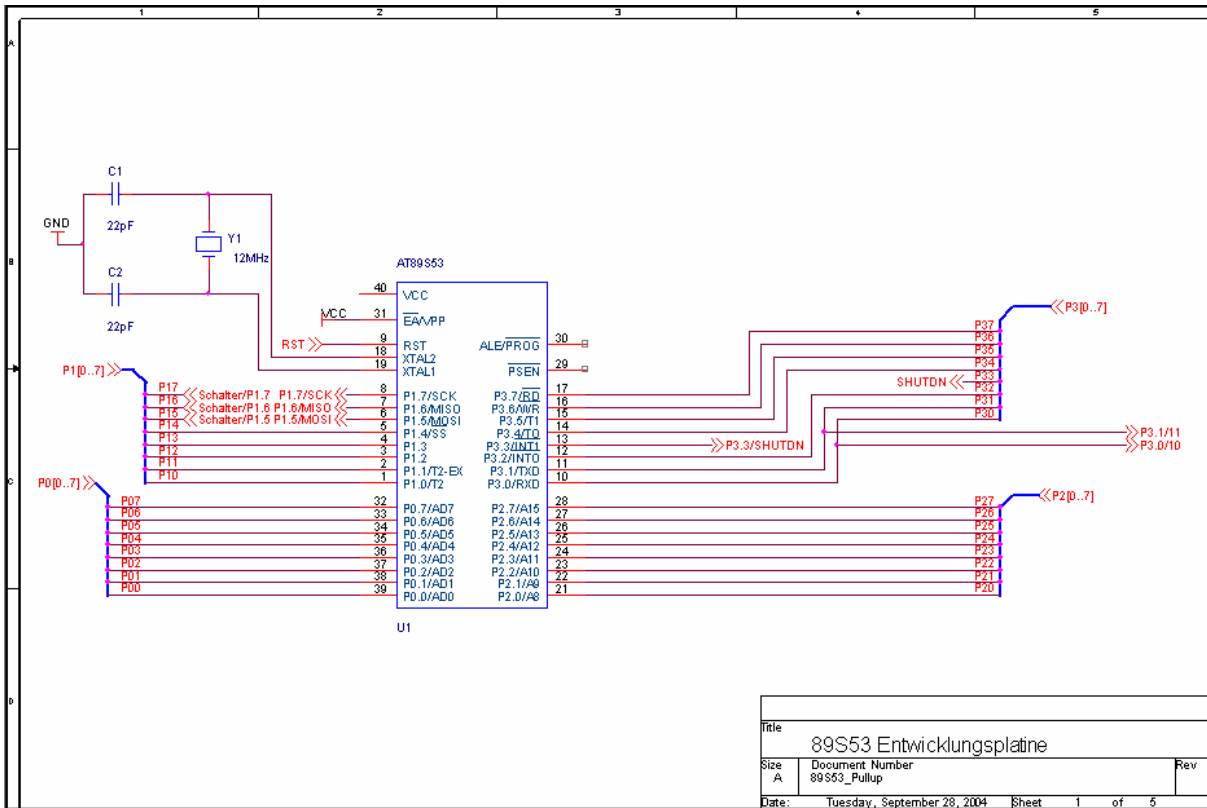 1 2 3 4 5
A
B
C
D
C1
22pF
GND
Y1
12MHz
C2
22pF
AT89S53
40 VCC
VCC 31 EA/VPP
RST 9 RST
18 XTAL2
19 XTAL1
ALE/PROG 30
PSEN 29
P1[0..7]
P17 Schalter/P1.7 P1.7/SCK 8 P1.7/SCK
P16 Schalter/P1.6 P1.6/MISO 7 P1.6/MISO
P15 Schalter/P1.5 P1.5/MOSI 6 P1.5/MOSI
P14 5 P1.4/SS
P13 4 P1.3
P12 3 P1.2
P11 2 P1.1/T2-EX
P10 1 P1.0/T2
P3.7/RD 17
P3.6/WR 16
P3.5/T1 15
P3.4/T0 14
P3.3/INT1 13 P3.3/SHUTDN
P3.2/INT0 12
P3.1/TXD 11
P3.0/RXD 10
P3[0..7]
P37
P36
P35
P34
SHUTDN P33
P32
P31
P30
P3.1/11
P3.0/10
P0[0..7]
P07 32 P0.7/AD7
P06 33 P0.6/AD6
P05 34 P0.5/AD5
P04 35 P0.4/AD4
P03 36 P0.3/AD3
P02 37 P0.2/AD2
P01 38 P0.1/AD1
P00 39 P0.0/AD0
P2[0..7]
P2.7/A15 28 P27
P2.6/A14 27 P26
P2.5/A13 26 P25
P2.4/A12 25 P24
P2.3/A11 24 P23
P2.2/A10 23 P22
P2.1/A9 22 P21
P2.0/A8 21 P20
U1
Title
89S53 Entwicklungsplatine
Size Document Number Rev
A 89S53_Pullup
Date: Tuesday, September 28, 2004 Sheet 1 of 5